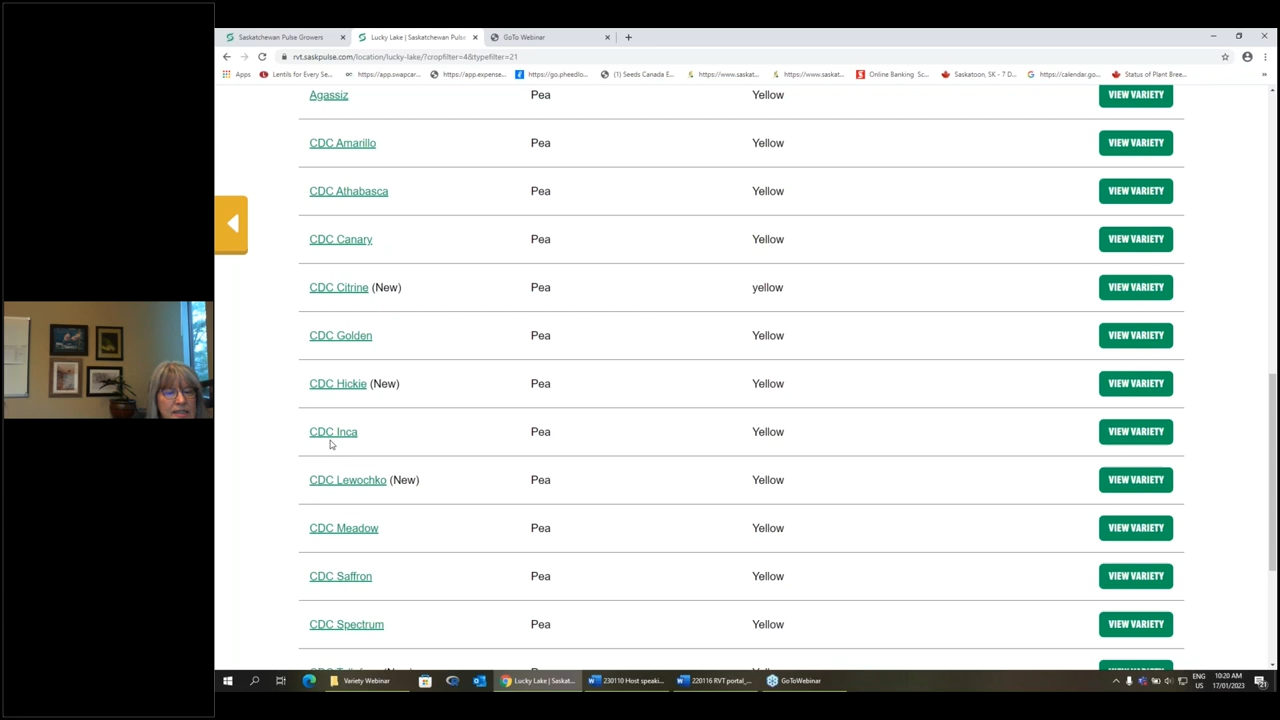 Saskatchewan Pulse Growers
Lucky Lake | Saskatchewan Pulse
GoTo Webinar
rvt.saskpulse.com/location/lucky-lake/?cropfilter=4&typefilter=21
Apps
Lentils for Every Se...
https://app.swapcar...
https://app.expense...
https://go.pheedlo...
(1) Seeds Canada E...
https://www.saskat...
https://www.saskat...
Online Banking Sc...
Saskatoon, SK - 7 D...
https://calendar.go...
Status of Plant Bree...
Agassiz Pea Yellow VIEW VARIETY
CDC Amarillo Pea Yellow VIEW VARIETY
CDC Athabasca Pea Yellow VIEW VARIETY
CDC Canary Pea Yellow VIEW VARIETY
CDC Citrine (New) Pea yellow VIEW VARIETY
CDC Golden Pea Yellow VIEW VARIETY
CDC Hickie (New) Pea Yellow VIEW VARIETY
CDC Inca Pea Yellow VIEW VARIETY
CDC Lewochko (New) Pea Yellow VIEW VARIETY
CDC Meadow Pea Yellow VIEW VARIETY
CDC Saffron Pea Yellow VIEW VARIETY
CDC Spectrum Pea Yellow VIEW VARIETY
Variety Webinar
Lucky Lake | Saskat...
230110 Host speaki...
220116 RVT portal_...
GoToWebinar
ENG
US
10:20 AM
17/01/2023
21